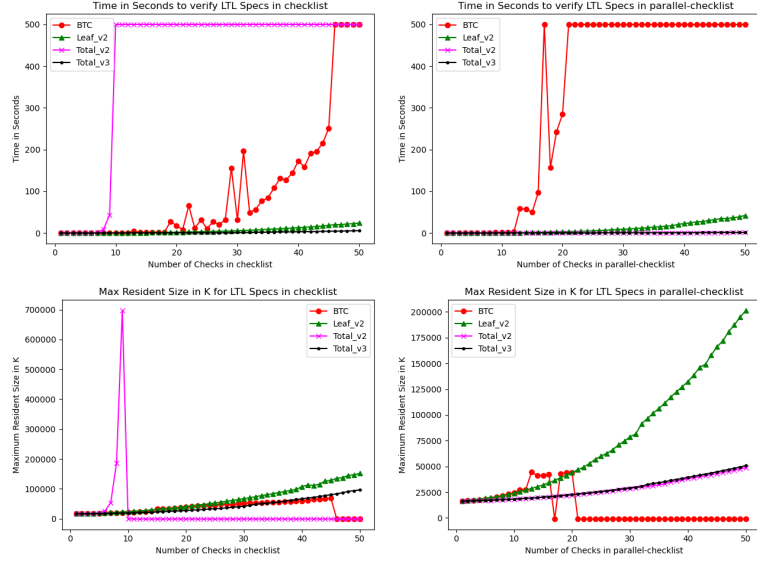 Time in Seconds to verify LTL Specs in checklist
500
400
300
200
100
0
Time in Seconds
BTC
Leaf_v2
Total_v2
Total_v3
0
10
20
30
40
50
Number of Checks in checklist
Time in Seconds to verify LTL Specs in parallel-checklist
500
400
300
200
100
0
Time in Seconds
BTC
Leaf_v2
Total_v2
Total_v3
0
10
20
30
40
50
Number of Checks in parallel-checklist
Max Resident Size in K for LTL Specs in checklist
700000
600000
500000
400000
300000
200000
100000
0
Maximum Resident Size in K
BTC
Leaf_v2
Total_v2
Total_v3
0
10
20
30
40
50
Number of Checks in checklist
Max Resident Size in K for LTL Specs in parallel-checklist
200000
175000
150000
125000
100000
75000
50000
25000
0
Maximum Resident Size in K
BTC
Leaf_v2
Total_v2
Total_v3
0
10
20
30
40
50
Number of Checks in parallel-checklist